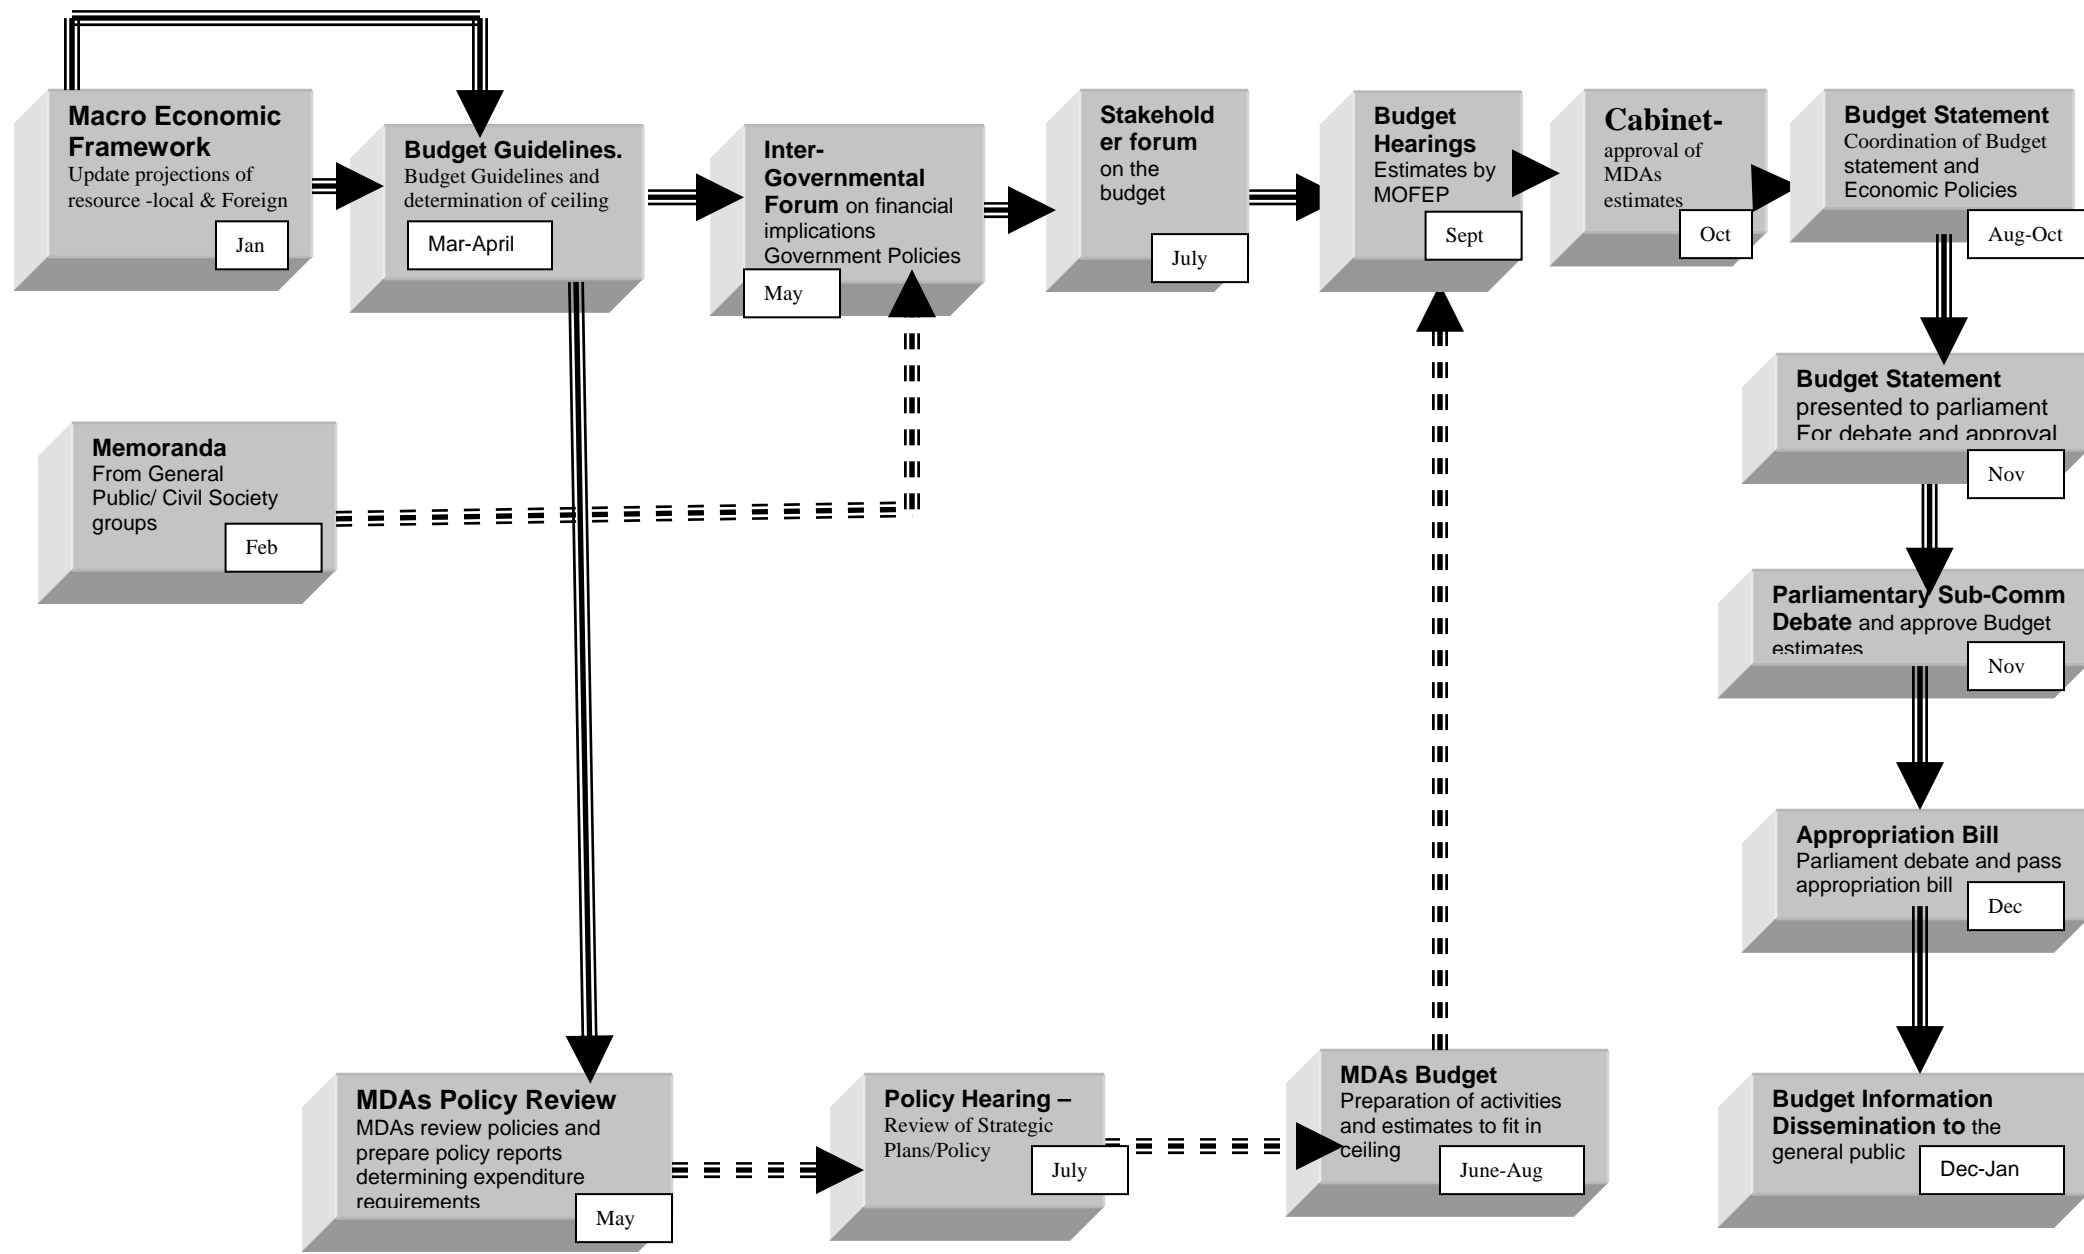 Macro Economic
Framework
Update projections of
resource -local & Foreign
Jan
Budget Guidelines.
Budget Guidelines and
determination of ceiling
Mar-April
Inter-
Governmental
Forum on financial
implications
Government Policies
May
Stakehold
er forum
on the
budget
July
Budget
Hearings
Estimates by
MOFEP
Sept
Cabinet-
approval of
MDAs
estimates
Oct
Budget Statement
Coordination of Budget
statement and
Economic Policies
Aug-Oct
Budget Statement
presented to parliament
For debate and approval
Nov
Memoranda
From General
Public/ Civil Society
groups
Feb
Parliamentary Sub-Comm
Debate and approve Budget
estimates
Nov
Appropriation Bill
Parliament debate and pass
appropriation bill
Dec
MDAs Policy Review
MDAs review policies and
prepare policy reports
determining expenditure
requirements
May
Policy Hearing –
Review of Strategic
Plans/Policy
July
MDAs Budget
Preparation of activities
and estimates to fit in
ceiling
June-Aug
Budget Information
Dissemination to the
general public
Dec-Jan